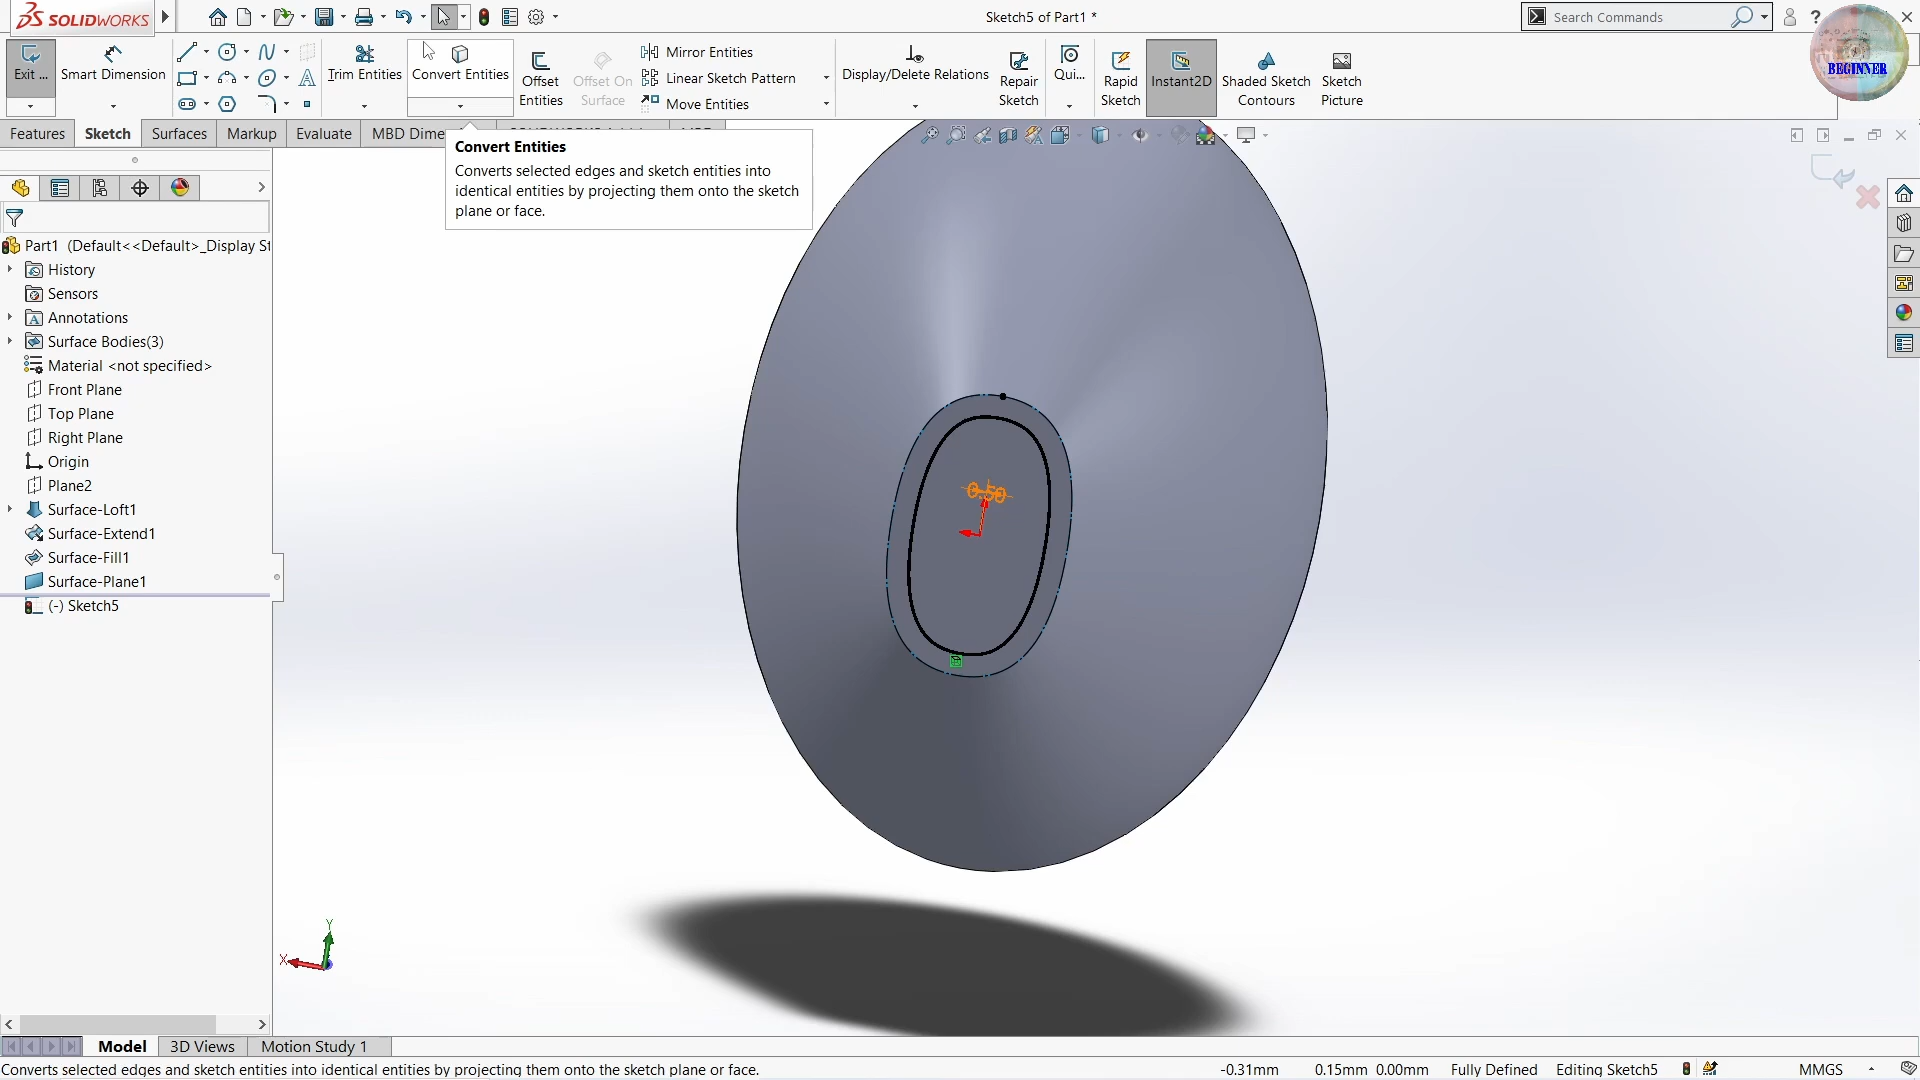 SOLIDWORKS
Sketch5 of Part1 *
Search Commands
?
BEGINNER
Exit ...
Smart Dimension
Trim Entities
Convert Entities
Offset Entities
Offset On Surface
Mirror Entities
Linear Sketch Pattern
Move Entities
Display/Delete Relations
Repair Sketch
Qui...
Rapid Sketch
Instant2D
Shaded Sketch Contours
Sketch Picture
Features
Sketch
Surfaces
Markup
Evaluate
MBD Dime
Convert Entities
Converts selected edges and sketch entities into
identical entities by projecting them onto the sketch
plane or face.
Part1 (Default<<Default>_Display St
History
Sensors
Annotations
Surface Bodies(3)
Material <not specified>
Front Plane
Top Plane
Right Plane
Origin
Plane2
Surface-Loft1
Surface-Extend1
Surface-Fill1
Surface-Plane1
(-) Sketch5
0.50
Y
X
Model
3D Views
Motion Study 1
Converts selected edges and sketch entities into identical entities by projecting them onto the sketch plane or face.
-0.31mm
0.15mm 0.00mm
Fully Defined
Editing Sketch5
MMGS